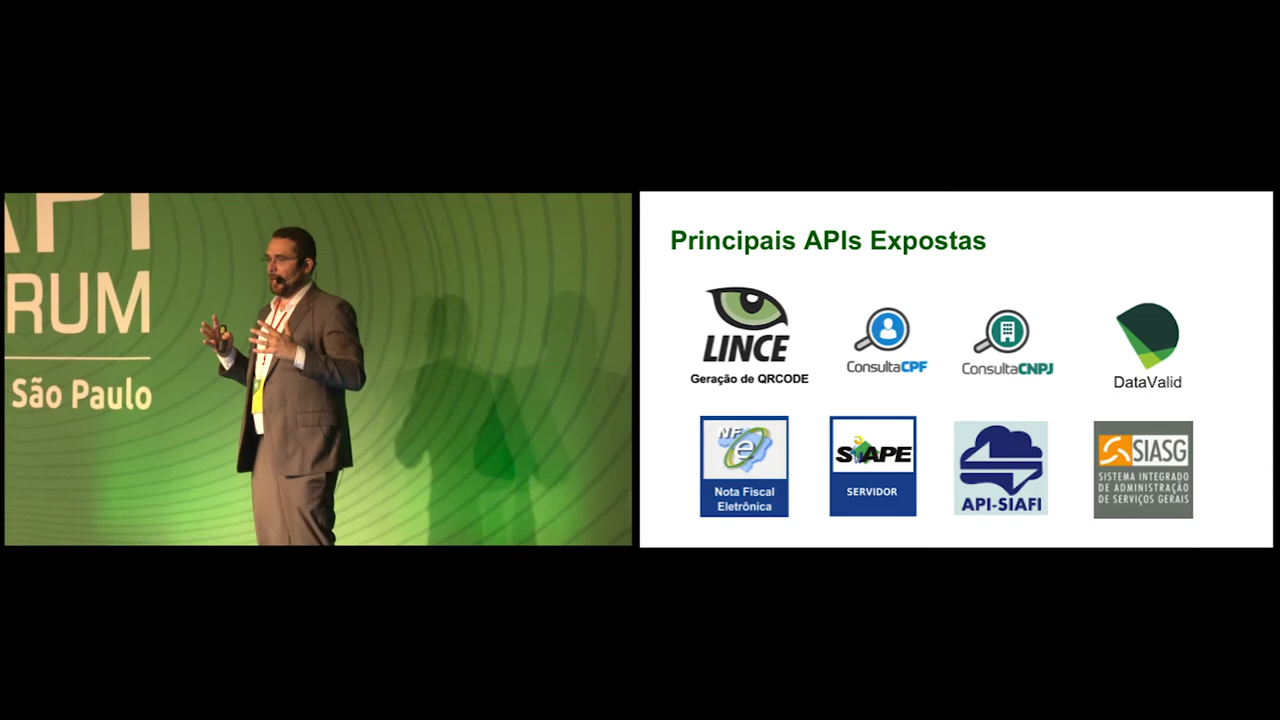 API
RUM
São Paulo
Principais APIs Expostas
LINCE
Geração de QRCODE
ConsultaCPF
ConsultaCNPJ
DataValid
NF
e
Nota Fiscal
Eletrônica
SIAPE
SERVIDOR
API-SIAFI
SIASG
SISTEMA INTEGRADO
DE ADMINISTRAÇÃO
DE SERVIÇOS GERAIS